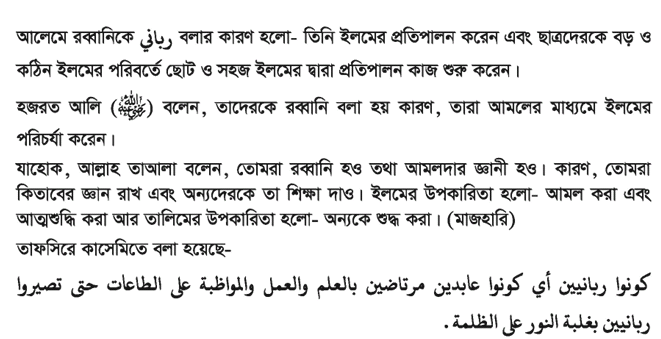 আলেমে রব্বানিকে رباني বলার কারণ হলো- তিনি ইলমের প্রতিপালন করেন এবং ছাত্রদেরকে বড় ও
কঠিন ইলমের পরিবর্তে ছোট ও সহজ ইলমের দ্বারা প্রতিপালন কাজ শুরু করেন।
হজরত আলি () বলেন, তাদেরকে রব্বানি বলা হয় কারণ, তারা আমলের মাধ্যমে ইলমের
পরিচর্যা করেন।
যাহোক, আল্লাহ তাআলা বলেন, তোমরা রব্বানি হও তথা আমলদার জ্ঞানী হও। কারণ, তোমরা
কিতাবের জ্ঞান রাখ এবং অন্যদেরকে তা শিক্ষা দাও। ইলমের উপকারিতা হলো- আমল করা এবং
আত্মশুদ্ধি করা আর তালিমের উপকারিতা হলো- অন্যকে শুদ্ধ করা। (মাজহারি)
তাফসিরে কাসেমিতে বলা হয়েছে-
كونوا ربانيين أي كونوا عابدين مرتاضين بالعلم والعمل والمواظبة على الطاعات حتى تصيروا
ربانيين بغلبة النور على الظلمة .